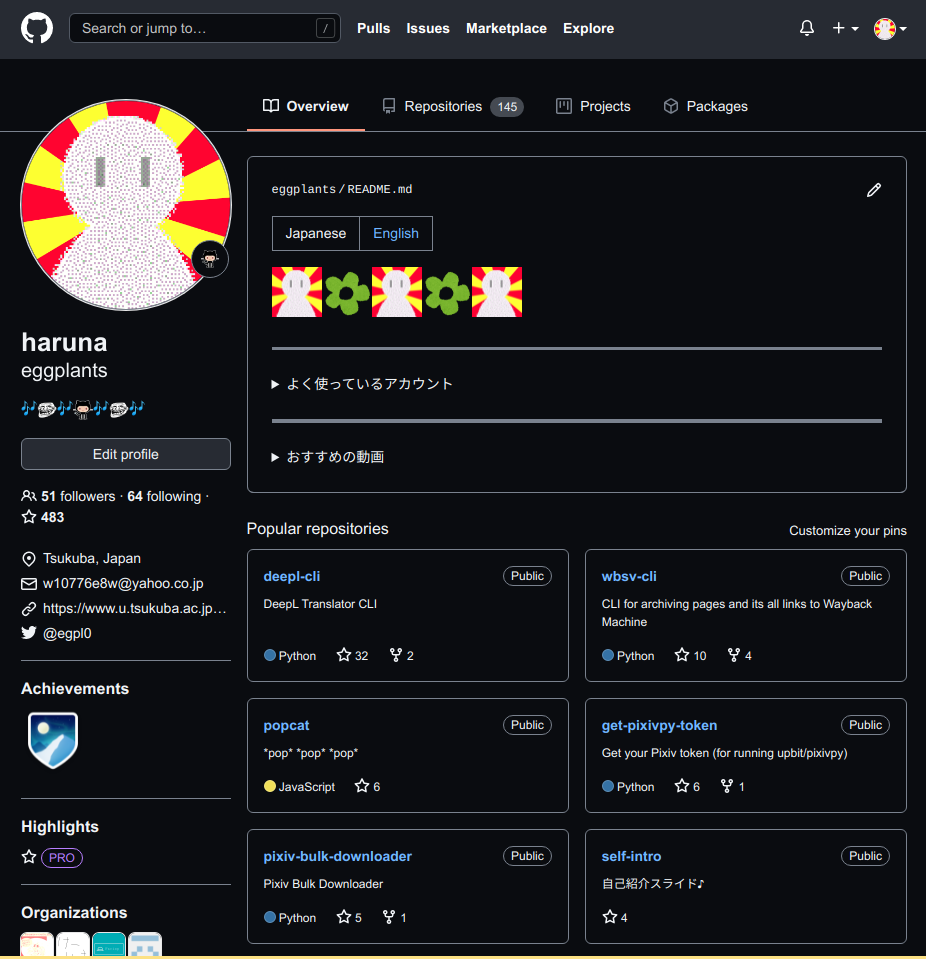 Search or jump to…
/
Pulls Issues Marketplace Explore
Overview
Repositories 145
Projects
Packages
haruna
eggplants
Edit profile
51 followers · 64 following ·
483
Tsukuba, Japan
w10776e8w@yahoo.co.jp
https://www.u.tsukuba.ac.jp…
@egpl0
Achievements
Highlights
PRO
Organizations
eggplants/README.md
Japanese English
よく使っているアカウント
おすすめの動画
Popular repositories
Customize your pins
deepl-cli Public
DeepL Translator CLI
Python 32 2
wbsv-cli Public
CLI for archiving pages and its all links to Wayback
Machine
Python 10 4
popcat Public
*pop* *pop* *pop*
JavaScript 6
get-pixivpy-token Public
Get your Pixiv token (for running upbit/pixivpy)
Python 6 1
pixiv-bulk-downloader Public
Pixiv Bulk Downloader
Python 5 1
self-intro Public
自己紹介スライド♪
4